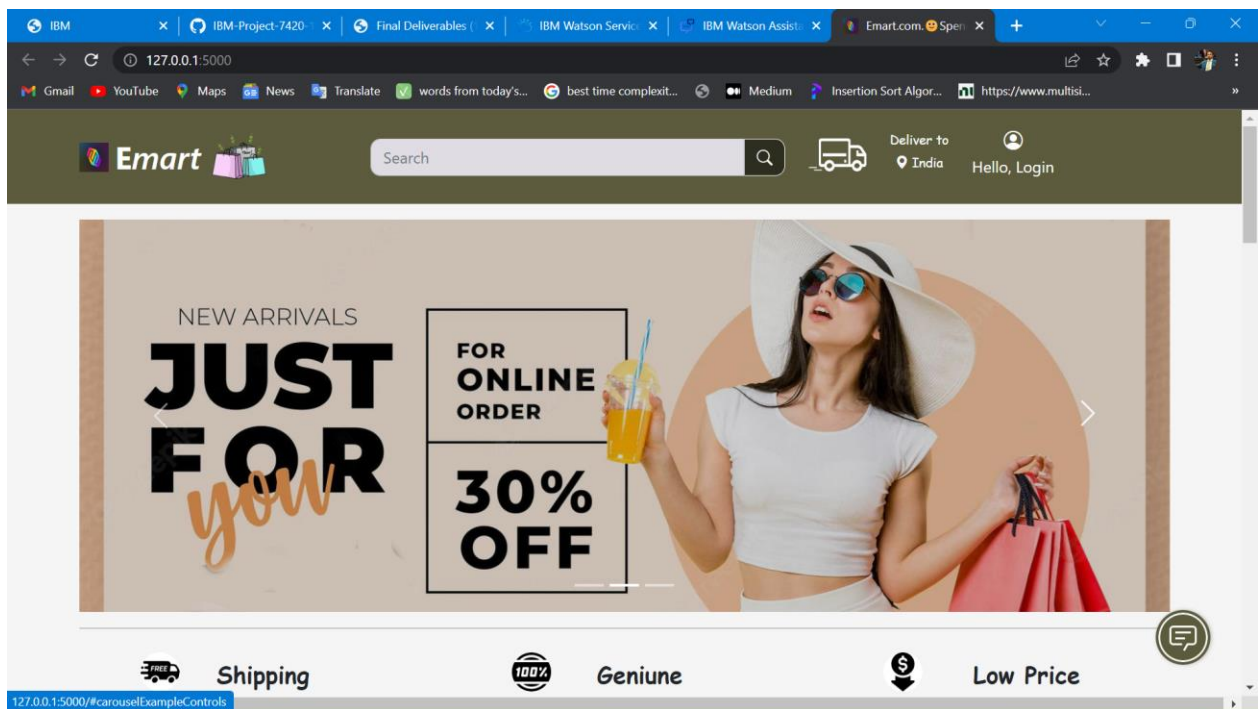 IBM
IBM-Project-7420-
Final Deliverables (
IBM Watson Servic
IBM Watson Assista
Emart.com.😃Spen
127.0.0.1:5000
Gmail
YouTube
Maps
News
Translate
words from today's...
best time complexit...
Medium
Insertion Sort Algor...
https://www.multisi...
»
Emart
Search
Deliver to
India
Hello, Login
NEW ARRIVALS
JUST
FOR
you
FOR
ONLINE
ORDER
30%
OFF
FREE
Shipping
100%
Geniune
$
Low Price
127.0.0.1:5000/#carouselExampleControls